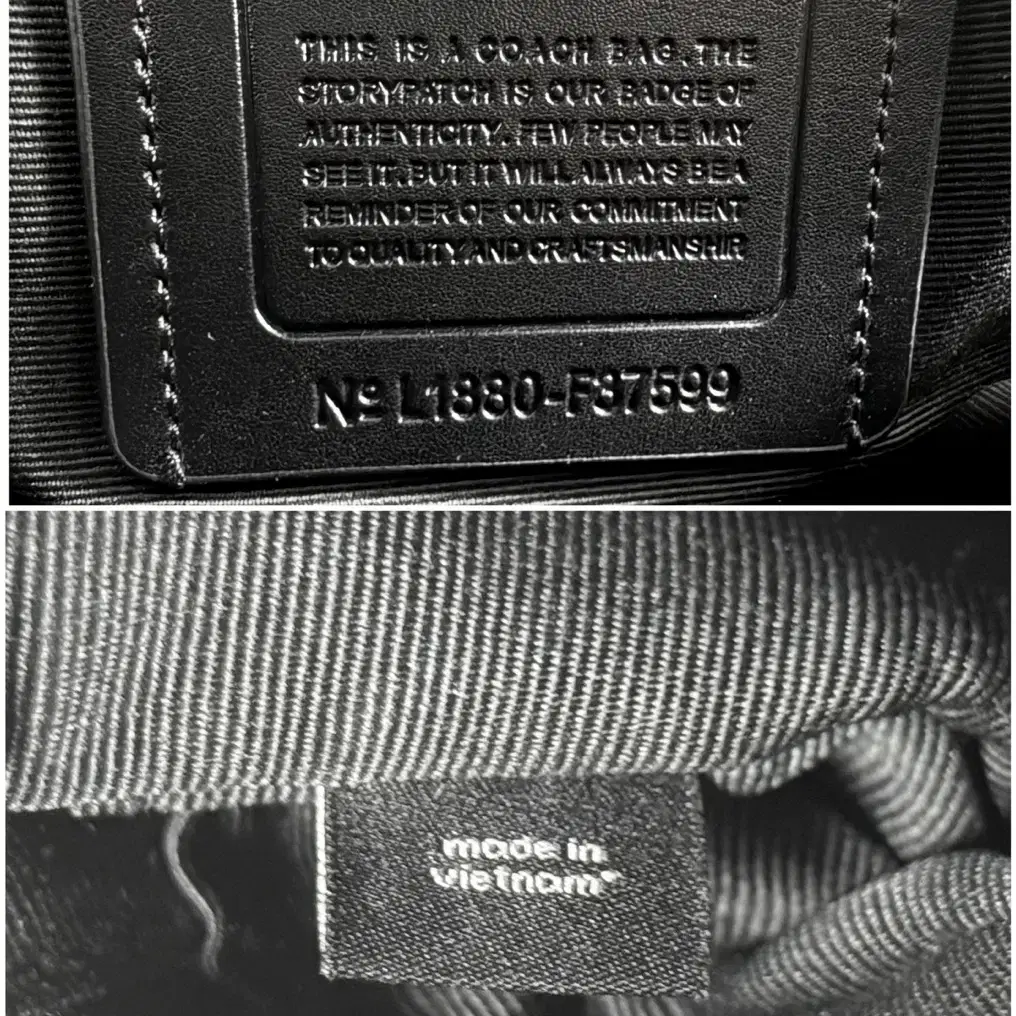 THIS IS A COACH BAG. THE
STORYPATCH IS OUR BADGE OF
AUTHENTICITY. FEW PEOPLE MAY
SEE IT. BUT IT WILL ALWAYS BE A
REMINDER OF OUR COMMITMENT
TO QUALITY AND CRAFTSMANSHIP.
Nº L1880-F87599
made in
vietnam